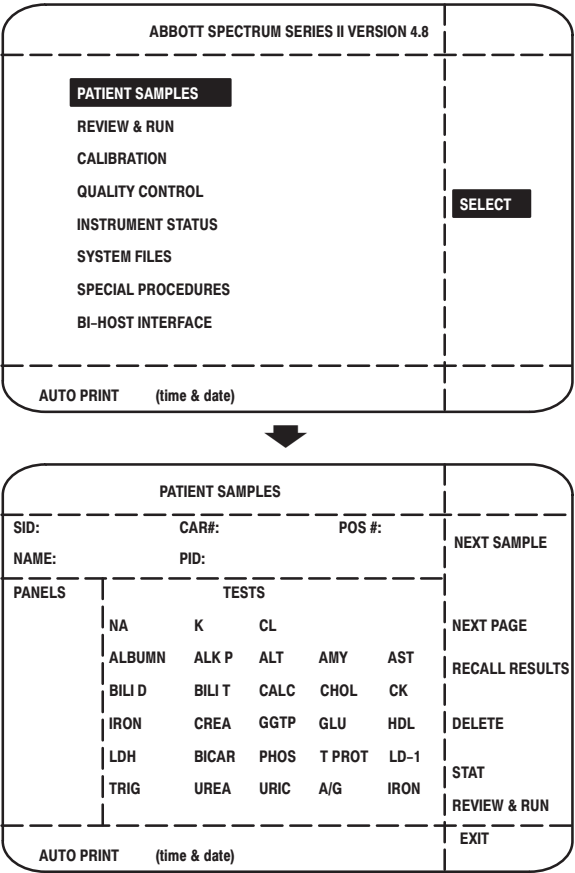 ABBOTT SPECTRUM SERIES II VERSION 4.8
PATIENT SAMPLES
REVIEW & RUN
CALIBRATION
QUALITY CONTROL
INSTRUMENT STATUS
SYSTEM FILES
SPECIAL PROCEDURES
BI–HOST INTERFACE
SELECT
AUTO PRINT (time & date)
PATIENT SAMPLES
SID: CAR#: POS #:
NAME: PID:
NEXT SAMPLE
PANELS TESTS
NA K CL NEXT PAGE
ALBUMN ALK P ALT AMY AST RECALL RESULTS
BILI D BILI T CALC CHOL CK
IRON CREA GGTP GLU HDL DELETE
LDH BICAR PHOS T PROT LD–1
STAT
TRIG UREA URIC A/G IRON
REVIEW & RUN
EXIT
AUTO PRINT (time & date)